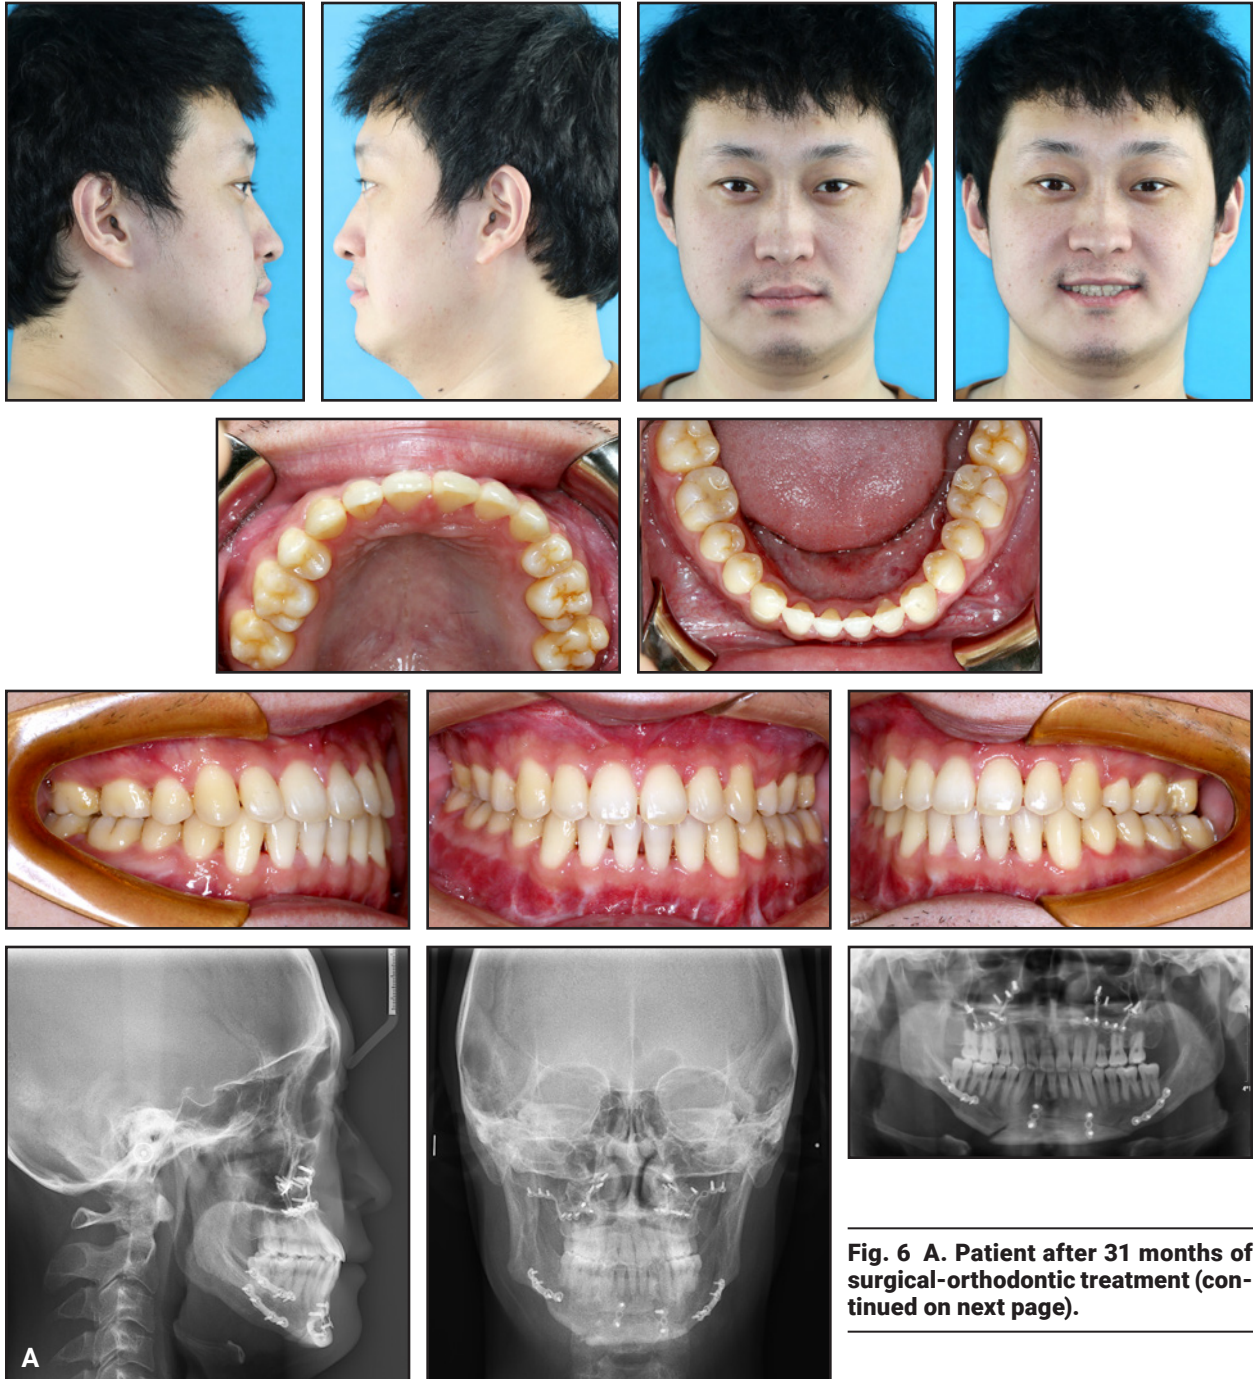 A
Fig. 6 A. Patient after 31 months of
surgical-orthodontic treatment (con-
tinued on next page).